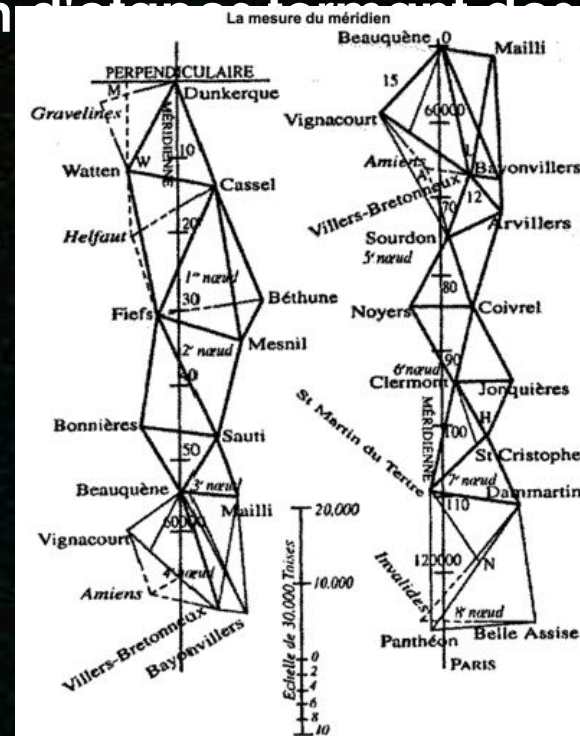 La mesure du méridien
PERPENDICULAIRE
M
Dunkerque
Gravelines
MÉRIDIENNE
10
Watten
W
Cassel
20
Helfaut
1er nœud
30
Béthune
Fiefs
2e nœud
Mesnil
40
Bonnières
Sauti
50
Beauquène
3e nœud
Mailli
60000
Vignacourt
4e nœud
Amiens
Villers-Bretonneux
Bayonvillers
Echelle de 30.000 Toises
20,000
10.000
0
2
4
6
8
10
Beauquène
0
Mailli
15
60000
Vignacourt
Amiens
A
L
Bayonvillers
Villers-Bretonneux
12
70
Arvillers
Sourdon
5e nœud
80
Noyers
Coivrel
90
6e nœud
Clermont
Jonquières
St Martin du Tertre
MÉRIDIENNE
H
100
St Cristophe
7e nœud
Dammartin
110
N
120000
Invalides
8e nœud
Panthéon
Belle Assise
PARIS